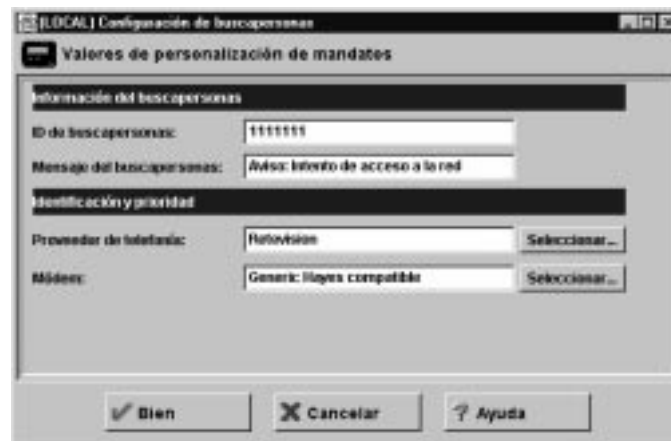 (LOCAL) Configuración de buscapersonas
Valores de personalización de mandatos
Información del buscapersonas
ID de buscapersonas: 1111111
Mensaje del buscapersonas: Aviso: Intento de acceso a la red
Identificación y prioridad
Proveedor de telefonía: Retevision Seleccionar...
Módem: Generic Hayes compatible Seleccionar...
Bien Cancelar Ayuda